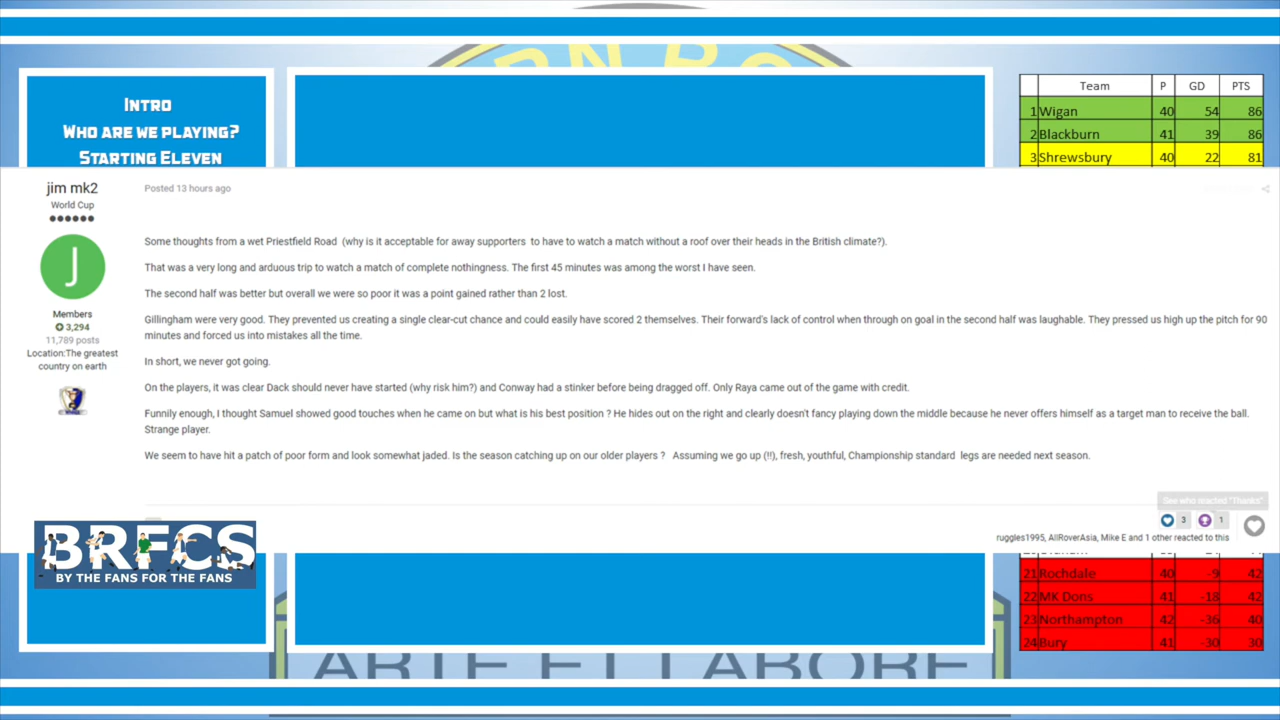 RN RO
INTRO
WHO ARE WE PLAYING?
STARTING ELEVEN
Team P GD PTS
1 Wigan 40 54 86
2 Blackburn 41 39 86
3 Shrewsbury 40 22 81
jim mk2
World Cup
Posted 13 hours ago
J
Members
3,294
11,789 posts
Location:The greatest
country on earth
Some thoughts from a wet Priestfield Road (why is it acceptable for away supporters to have to watch a match without a roof over their heads in the British climate?).
That was a very long and arduous trip to watch a match of complete nothingness. The first 45 minutes was among the worst I have seen.
The second half was better but overall we were so poor it was a point gained rather than 2 lost.
Gillingham were very good. They prevented us creating a single clear-cut chance and could easily have scored 2 themselves. Their forward's lack of control when through on goal in the second half was laughable. They pressed us high up the pitch for 90
minutes and forced us into mistakes all the time.
In short, we never got going.
On the players, it was clear Dack should never have started (why risk him?) and Conway had a stinker before being dragged off. Only Raya came out of the game with credit.
Funnily enough, I thought Samuel showed good touches when he came on but what is his best position ? He hides out on the right and clearly doesn't fancy playing down the middle because he never offers himself as a target man to receive the ball.
Strange player.
We seem to have hit a patch of poor form and look somewhat jaded. Is the season catching up on our older players ? Assuming we go up (!!), fresh, youthful, Championship standard legs are needed next season.
See who reacted "Thanks"
3 1
ruggles1995, AllRoverAsia, Mike E and 1 other reacted to this
BRFCS
BY THE FANS FOR THE FANS
21 Rochdale 40 -9 42
22 MK Dons 41 -18 42
23 Northampton 42 -36 40
24 Bury 41 -30 30
ARTE ET LABORE